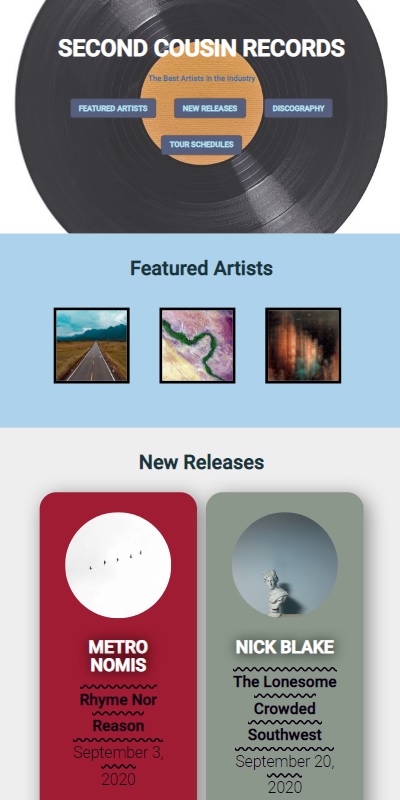 SECOND COUSIN RECORDS
The Best Artists in the Industry
FEATURED ARTISTS
NEW RELEASES
DISCOGRAPHY
TOUR SCHEDULES
Featured Artists
New Releases
METRO
NOMIS
Rhyme Nor
Reason
September 3,
2020
NICK BLAKE
The Lonesome
Crowded
Southwest
September 20,
2020